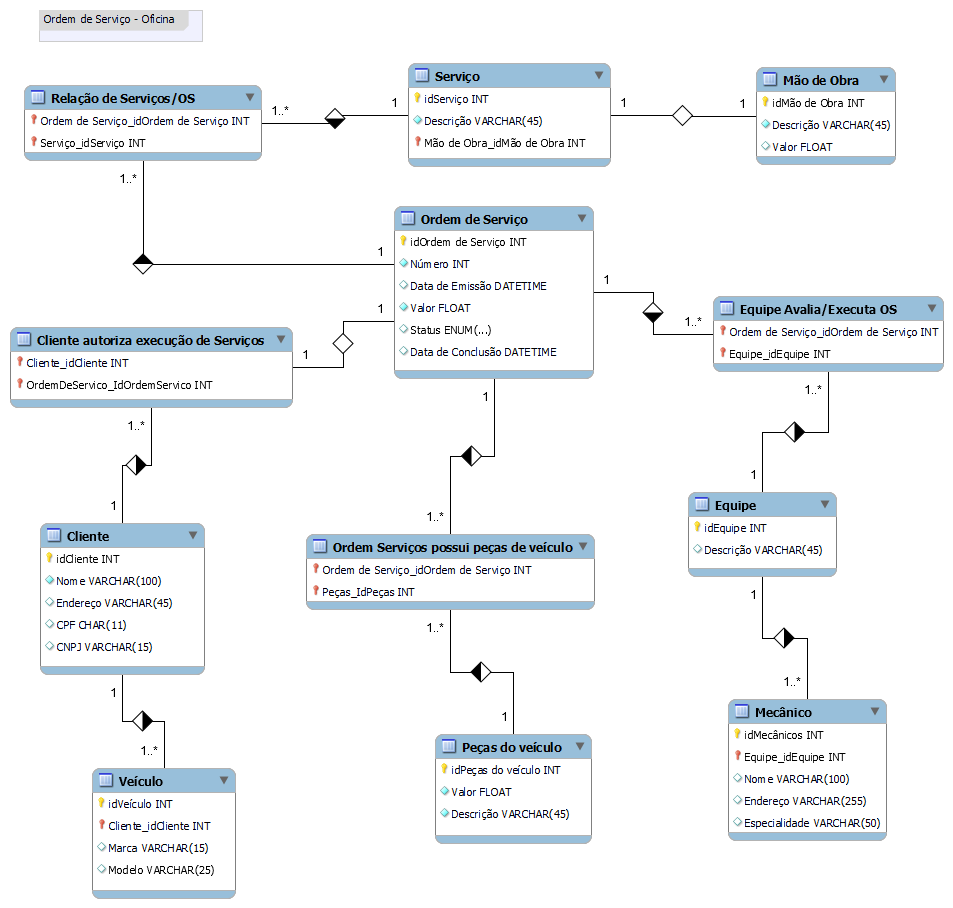 Ordem de Serviço - Oficina
Relação de Serviços/OS
Ordem de Serviço_idOrdem de Serviço INT
Serviço_idServiço INT
1..*
1
Serviço
idServiço INT
Descrição VARCHAR(45)
Mão de Obra_idMão de Obra INT
1
1
Mão de Obra
idMão de Obra INT
Descrição VARCHAR(45)
Valor FLOAT
1..*
1
Ordem de Serviço
idOrdem de Serviço INT
Número INT
Data de Emissão DATETIME
Valor FLOAT
Status ENUM(...)
Data de Conclusão DATETIME
1
1..*
Equipe Avalia/Executa OS
Ordem de Serviço_idOrdem de Serviço INT
Equipe_idEquipe INT
1
1
Cliente autoriza execução de Serviços
Cliente_idCliente INT
OrdemDeServico_IdOrdemServico INT
1..*
1
Cliente
idCliente INT
Nome VARCHAR(100)
Endereço VARCHAR(45)
CPF CHAR(11)
CNPJ VARCHAR(15)
1
1..*
Veículo
idVeículo INT
Cliente_idCliente INT
Marca VARCHAR(15)
Modelo VARCHAR(25)
1
1..*
Ordem Serviços possui peças de veículo
Ordem de Serviço_idOrdem de Serviço INT
Peças_IdPeças INT
1..*
1
Peças do veículo
idPeças do veículo INT
Valor FLOAT
Descrição VARCHAR(45)
1..*
1
Equipe
idEquipe INT
Descrição VARCHAR(45)
1
1..*
Mecânico
idMecânicos INT
Equipe_idEquipe INT
Nome VARCHAR(100)
Endereço VARCHAR(255)
Especialidade VARCHAR(50)